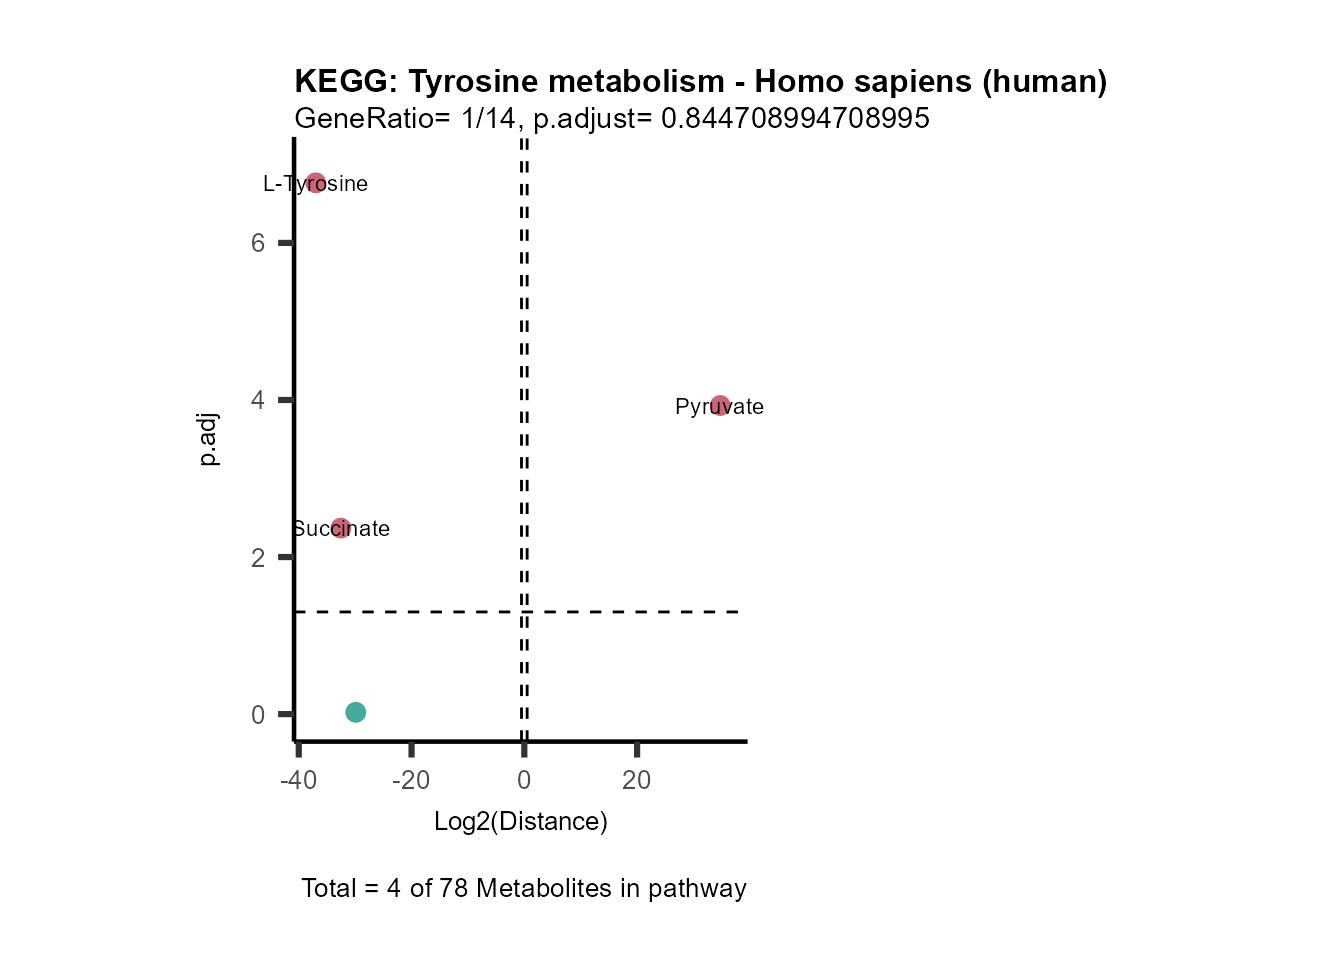 KEGG: Tyrosine metabolism - Homo sapiens (human)
GeneRatio= 1/14, p.adjust= 0.844708994708995
L-Tyrosine
6
4
Pyruvate
p.adj
Succinate
2
0
-40 -20 0 20
Log2(Distance)
Total = 4 of 78 Metabolites in pathway